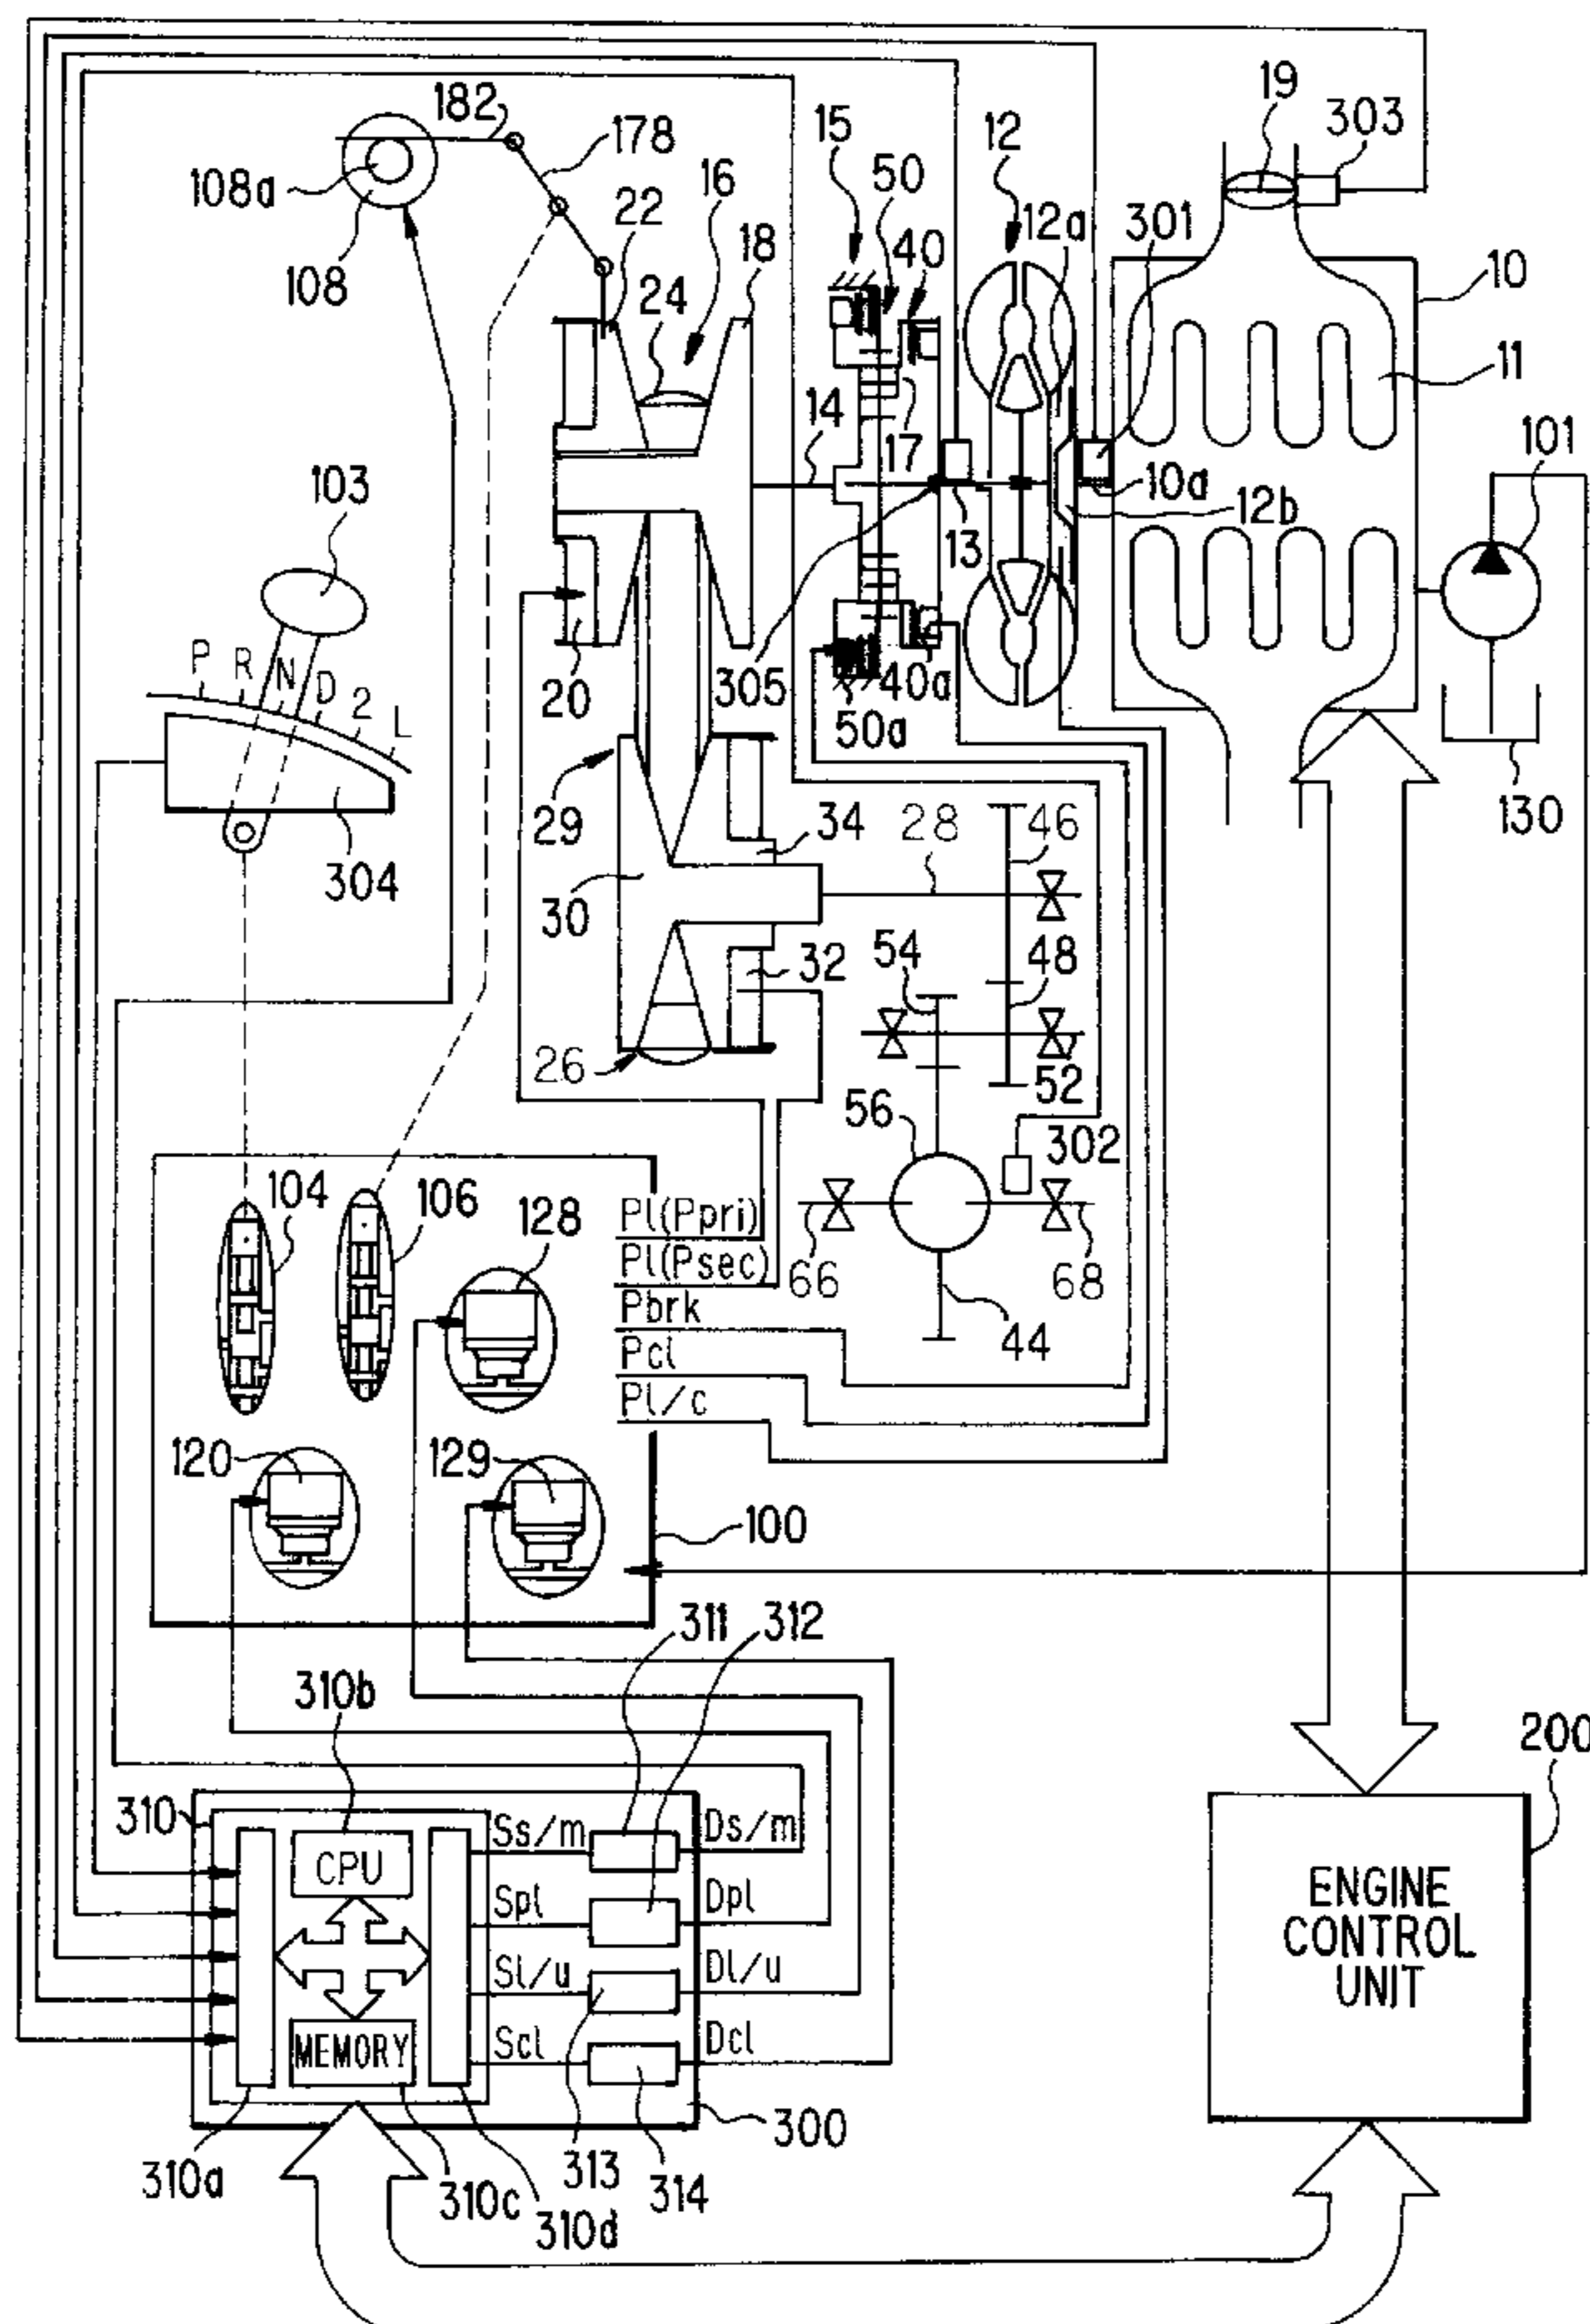 19
303
182
178
15
12
50
12a
301
108a
16
22
40
18
108
24
10
11
14
17
101
103
10a
12b
13
P R N D 2 L
305
40a
20
50a
29
34
28
46
130
304
30
54
48
32
26
52
56
302
104
106
128
Pl(Ppri)
Pl(Psec)
66
68
Pbrk
44
Pcl
Pl/c
120
129
100
311
312
310b
200
310
Ss/m
Ds/m
CPU
Spl
Dpl
ENGINE
CONTROL
UNIT
Sl/u
Dl/u
MEMORY
Scl
Dcl
300
310a
310c
310d
313
314